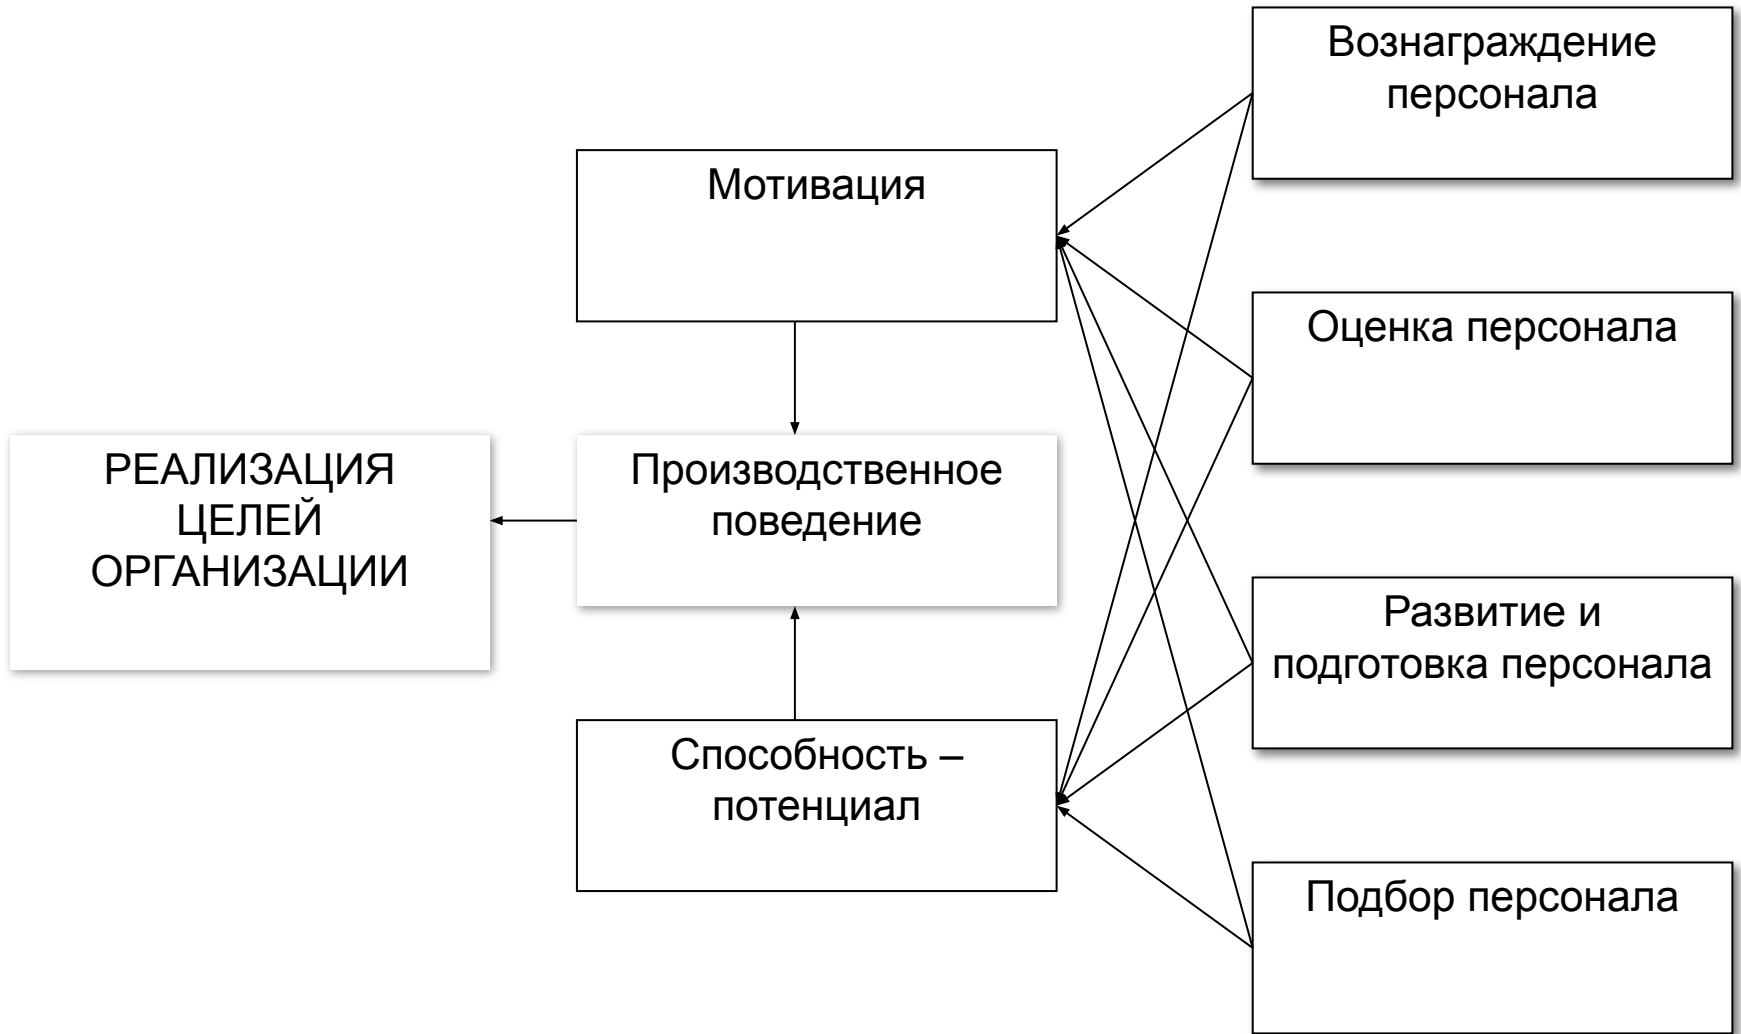 Вознаграждение
персонала
Мотивация
Оценка персонала
РЕАЛИЗАЦИЯ
ЦЕЛЕЙ
ОРГАНИЗАЦИИ
Производственное
поведение
Развитие и
подготовка персонала
Способность –
потенциал
Подбор персонала